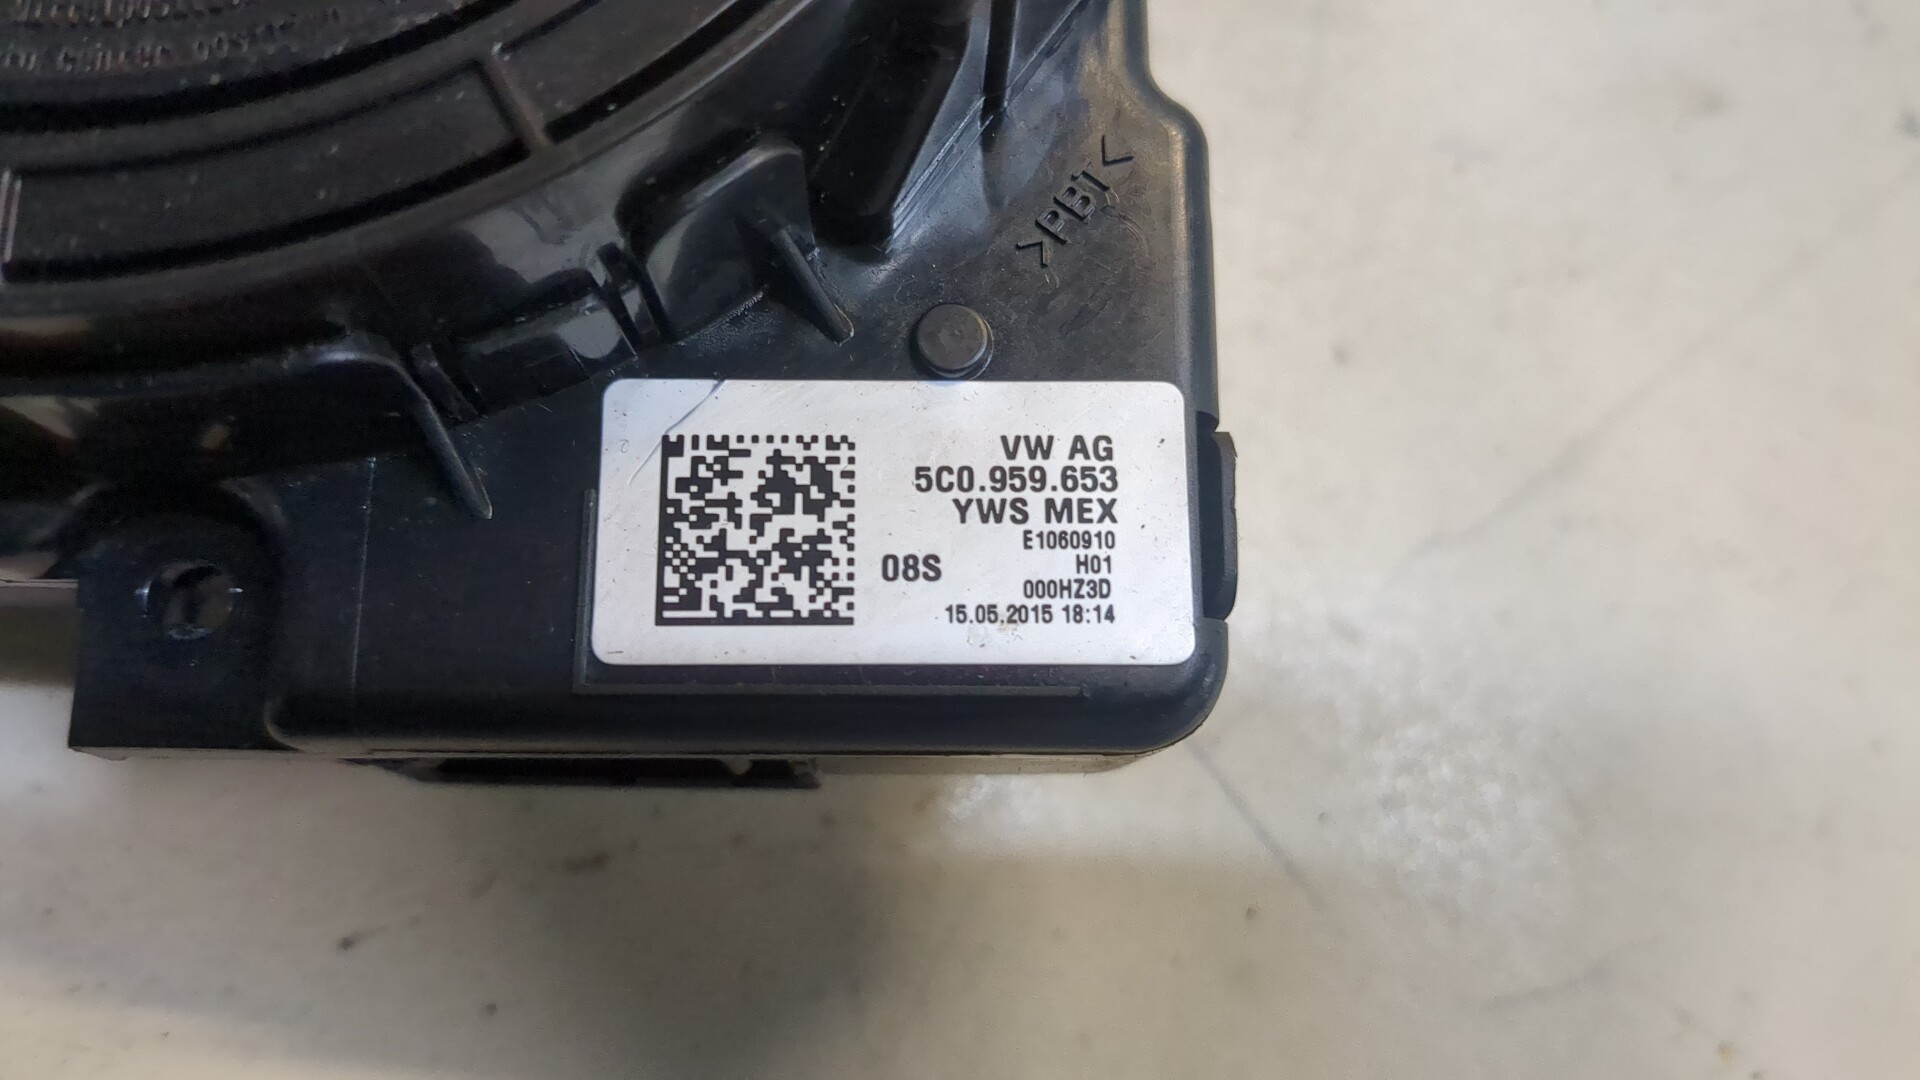 >PBT<
VW AG
5C0.959.653
YWS MEX
E1060910
08S
H01
000HZ3D
15.05.2015 18:14